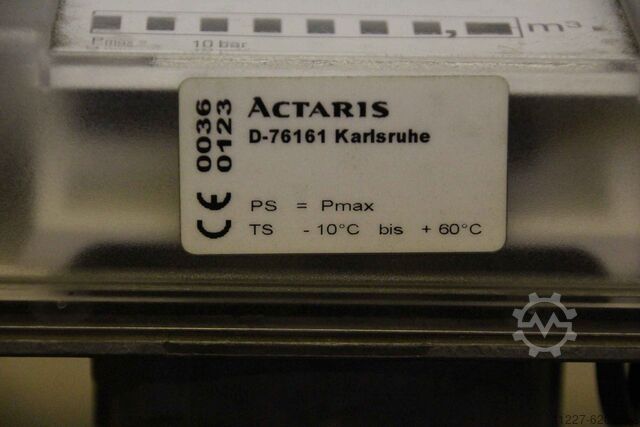 m³
Pmax =
10 bar
CE 0036
0123
ACTARIS
D-76161 Karlsruhe
PS = Pmax
TS - 10°C bis + 60°C